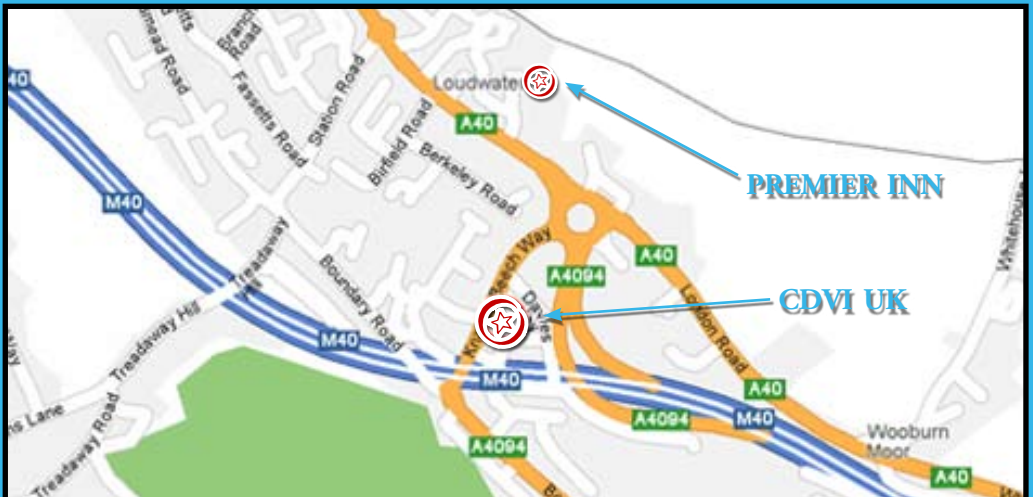 Station Road
Fassetts Road
Loudwater
A40
Birfield Road
Berkeley Road
PREMIER INN
M40
Treadaway
Boundary Road
Beach Way
A4094
A40
Davies
CDVI UK
London Road
M40
Treadaway Hill
M40
A40
A4094
M40
Treadaway Road
A4094
Wooburn
Moor
A40